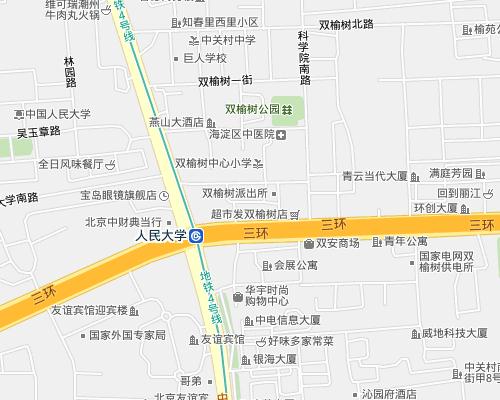 维可瑞潮州
牛肉丸火锅
地铁4号线
知春里西里小区
双榆树北路
榆苑公
中关村中学
巨人学校
科学院南路
林园路
双榆树一街
双榆树公园
中国人民大学
吴玉章路
燕山大酒店
海淀区中医院
全日风味餐厅
双榆树中心小学
青云当代大厦
满庭芳园
宝岛眼镜旗舰店
双榆树派出所
回到丽江
大学南路
北京中财典当行
超市发双榆树店
环创大厦
人民大学
三环
三环
三环
双安商场
青年公寓
国家电网双
榆树供电所
会展公寓
地铁4号线
三环
华宇时尚
购物中心
友谊宾馆迎宾楼
中电信息大厦
国家外国专家局
友谊宾馆
好味多家常菜
威地科技大厦
银海大厦
哥弟
中关村南
街甲8号
沁园府酒店
北京友谊宾